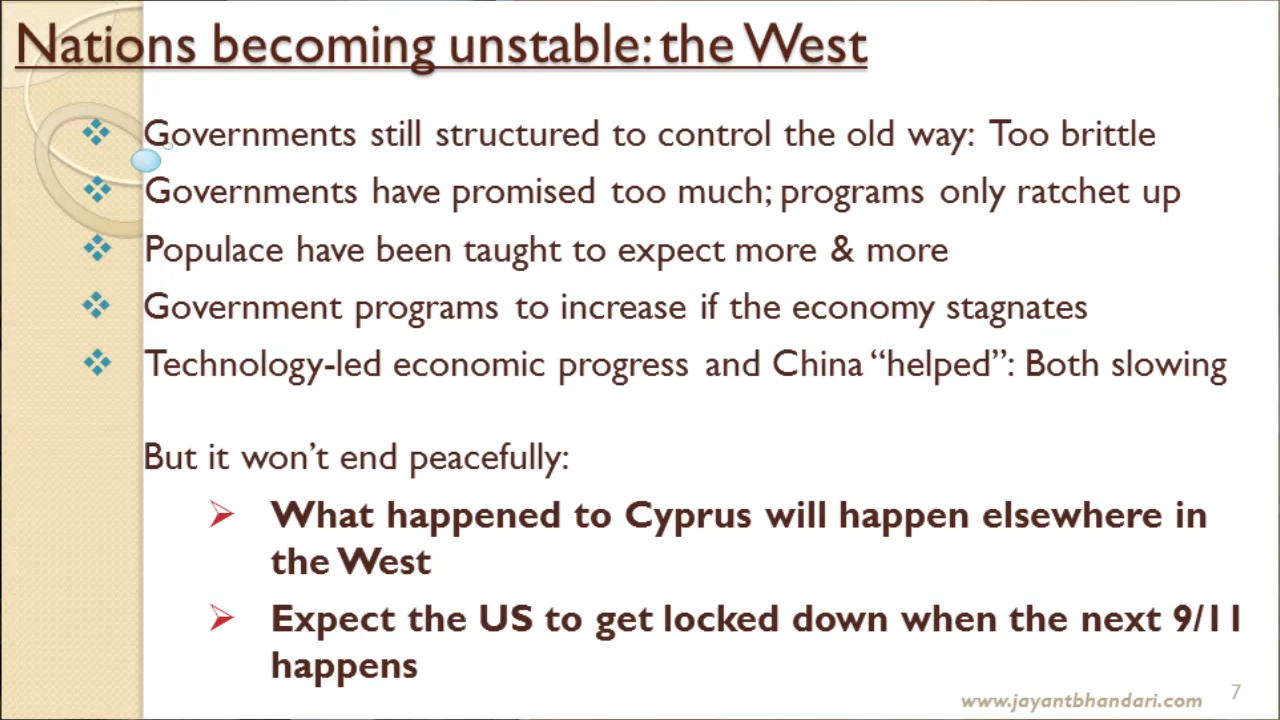 Nations becoming unstable: the West
Governments still structured to control the old way: Too brittle
Governments have promised too much; programs only ratchet up
Populace have been taught to expect more & more
Government programs to increase if the economy stagnates
Technology-led economic progress and China “helped”: Both slowing
But it won’t end peacefully:
What happened to Cyprus will happen elsewhere in
the West
Expect the US to get locked down when the next 9/11
happens
www.jayantbhandari.com
7